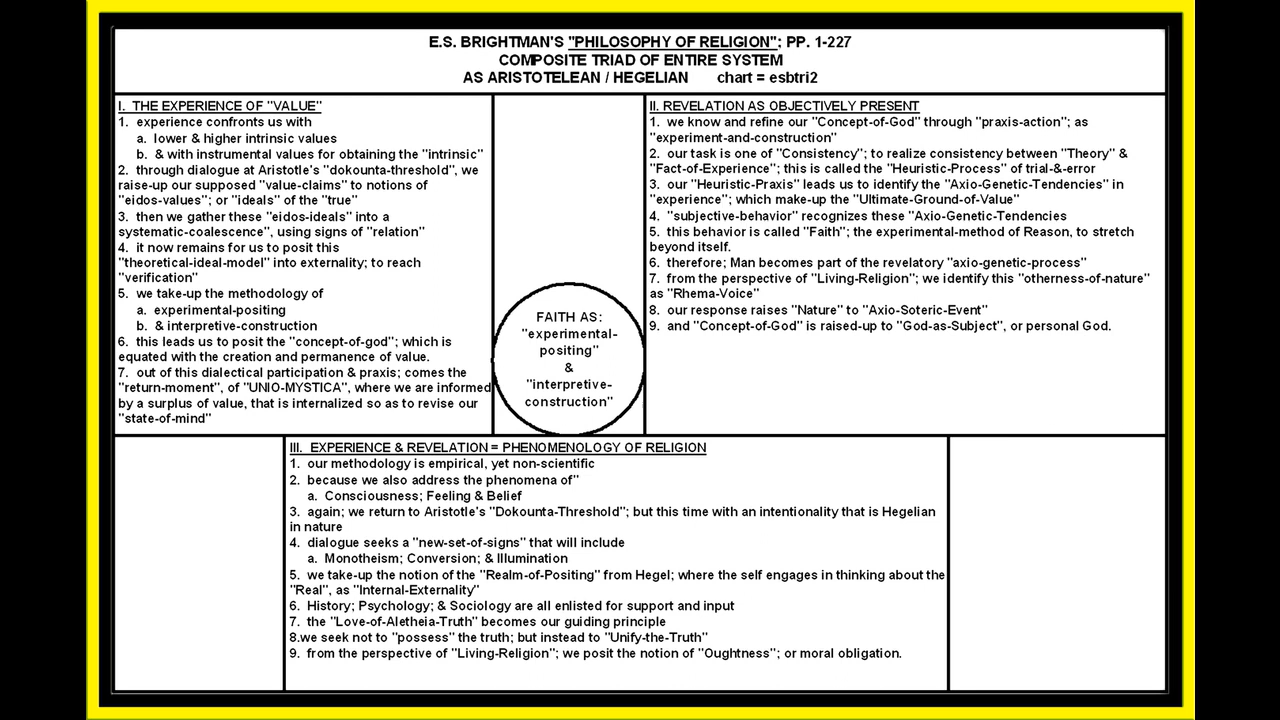 E.S. BRIGHTMAN'S "PHILOSOPHY OF RELIGION"; PP. 1-227
COMPOSITE TRIAD OF ENTIRE SYSTEM
AS ARISTOTELEAN / HEGELIAN chart = esbtri2
I. THE EXPERIENCE OF "VALUE"
1. experience confronts us with
a. lower & higher intrinsic values
b. & with instrumental values for obtaining the "intrinsic"
2. through dialogue at Aristotle's "dokounta-threshold", we
raise-up our supposed "value-claims" to notions of
"eidos-values"; or "ideals" of the "true"
3. then we gather these "eidos-ideals" into a
systematic-coalescence", using signs of "relation"
4. it now remains for us to posit this
"theoretical-ideal-model" into externality; to reach
"verification"
5. we take-up the methodology of
a. experimental-positing
b. & interpretive-construction
6. this leads us to posit the "concept-of-god"; which is
equated with the creation and permanence of value.
7. out of this dialectical participation & praxis; comes the
"return-moment", of "UNIO-MYSTICA", where we are informed
by a surplus of value, that is internalized so as to revise our
"state-of-mind"
FAITH AS:
"experimental-
positing"
&
"interpretive-
construction"
II. REVELATION AS OBJECTIVELY PRESENT
1. we know and refine our "Concept-of-God" through "praxis-action"; as
"experiment-and-construction"
2. our task is one of "Consistency"; to realize consistency between "Theory" &
"Fact-of-Experience"; this is called the "Heuristic-Process" of trial-&-error
3. our "Heuristic-Praxis" leads us to identify the "Axio-Genetic-Tendencies" in
"experience"; which make-up the "Ultimate-Ground-of-Value"
4. "subjective-behavior" recognizes these "Axio-Genetic-Tendencies
5. this behavior is called "Faith"; the experimental-method of Reason, to stretch
beyond itself.
6. therefore; Man becomes part of the revelatory "axio-genetic-process"
7. from the perspective of "Living-Religion"; we identify this "otherness-of-nature"
as "Rhema-Voice"
8. our response raises "Nature" to "Axio-Soteric-Event"
9. and "Concept-of-God" is raised-up to "God-as-Subject", or personal God.
III. EXPERIENCE & REVELATION = PHENOMENOLOGY OF RELIGION
1. our methodology is empirical, yet non-scientific
2. because we also address the phenomena of"
a. Consciousness; Feeling & Belief
3. again; we return to Aristotle's "Dokounta-Threshold"; but this time with an intentionality that is Hegelian
in nature
4. dialogue seeks a "new-set-of-signs" that will include
a. Monotheism; Conversion; & Illumination
5. we take-up the notion of the "Realm-of-Positing" from Hegel; where the self engages in thinking about the
"Real", as "Internal-Externality"
6. History; Psychology; & Sociology are all enlisted for support and input
7. the "Love-of-Aletheia-Truth" becomes our guiding principle
8.we seek not to "possess" the truth; but instead to "Unify-the-Truth"
9. from the perspective of "Living-Religion"; we posit the notion of "Oughtness"; or moral obligation.